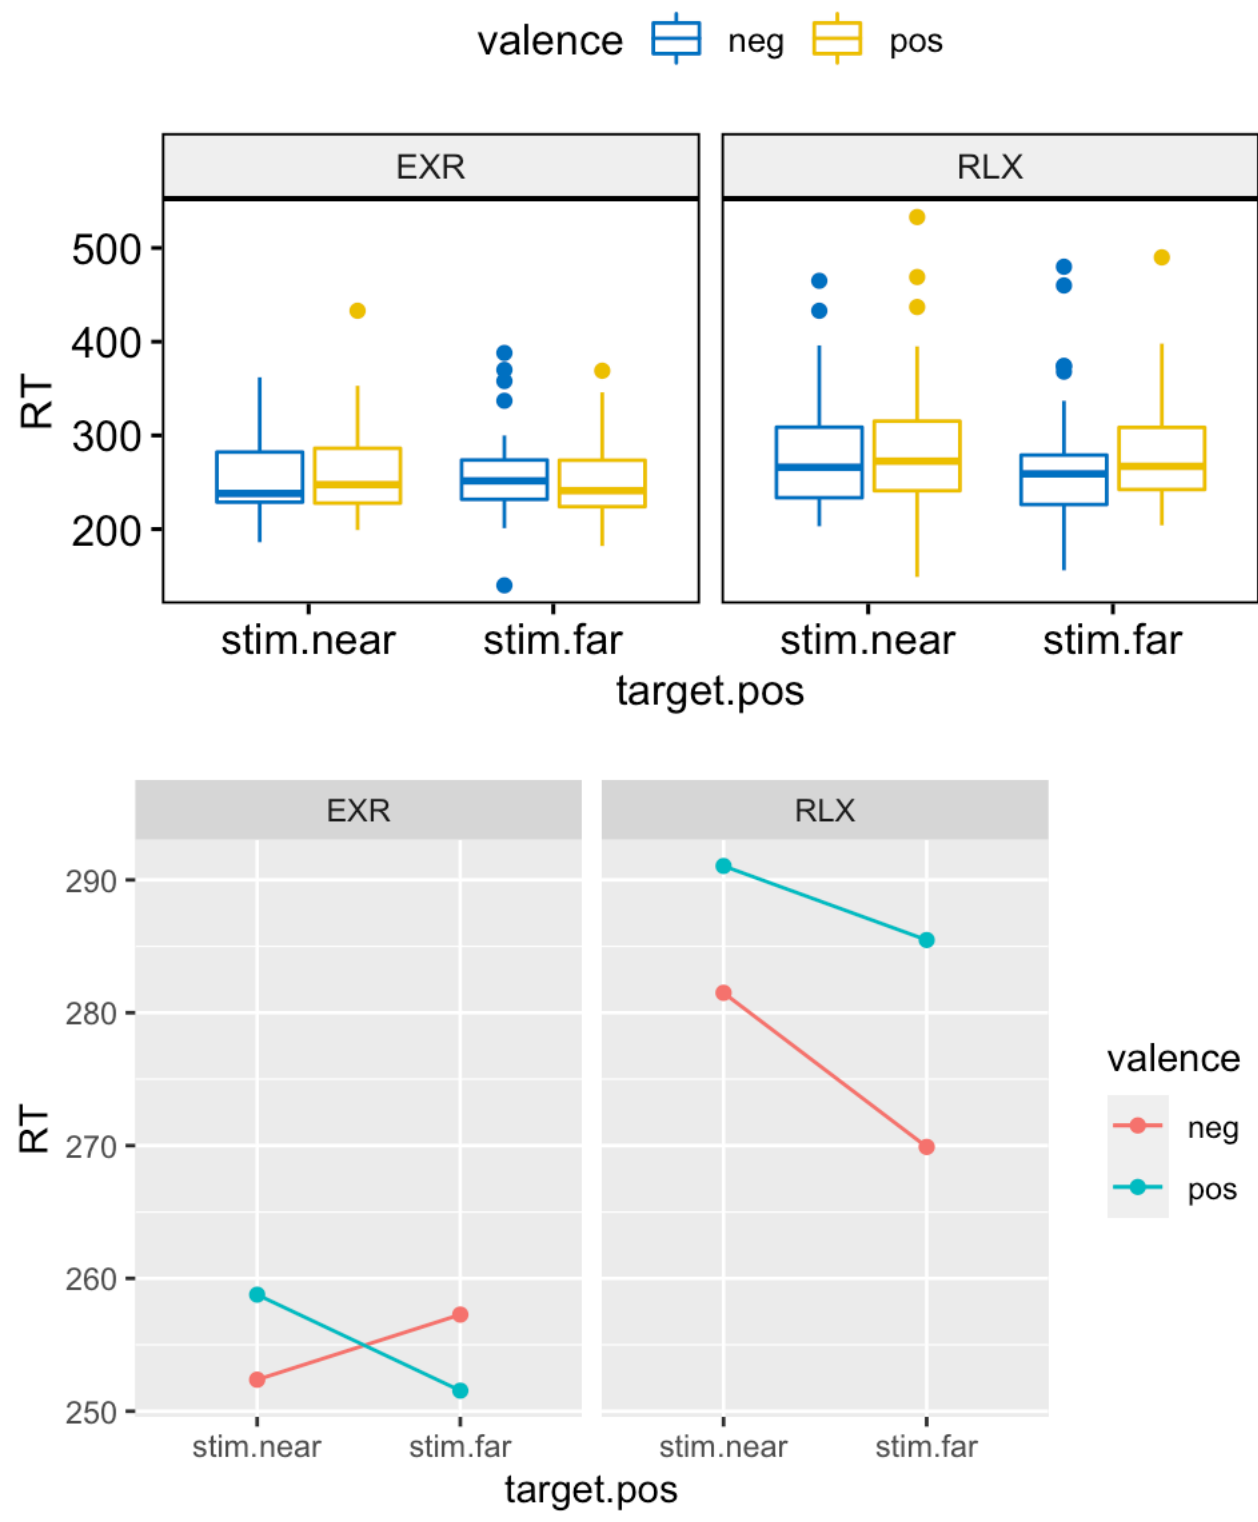 valence neg pos
EXR RLX
500
400
300
200
RT
stim.near stim.far stim.near stim.far
target.pos
EXR RLX
290
280
270
260
250
RT
stim.near stim.far stim.near stim.far
target.pos
valence
neg
pos